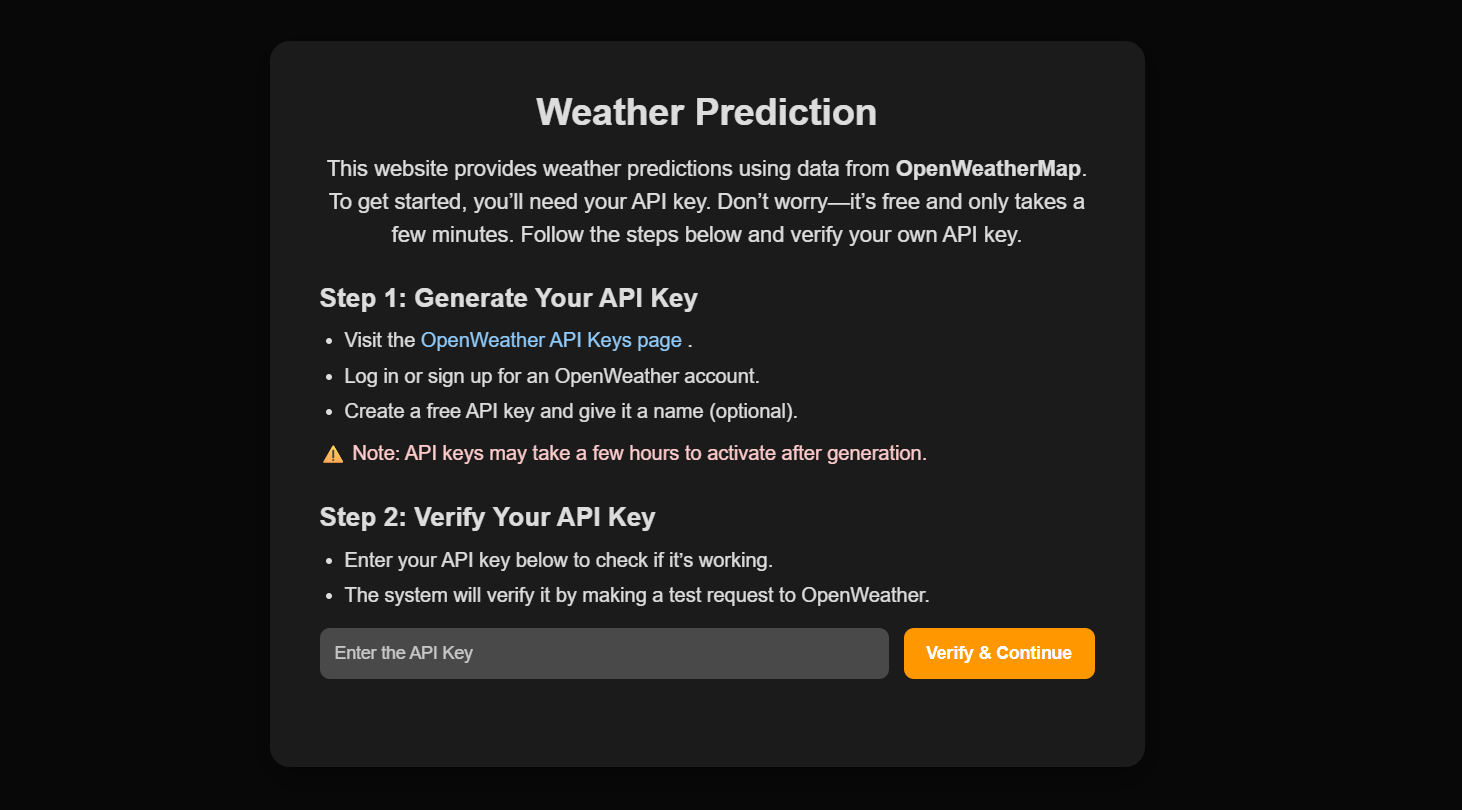 Weather Prediction
This website provides weather predictions using data from OpenWeatherMap.
To get started, you’ll need your API key. Don’t worry—it’s free and only takes a
few minutes. Follow the steps below and verify your own API key.
Step 1: Generate Your API Key
• Visit the OpenWeather API Keys page .
• Log in or sign up for an OpenWeather account.
• Create a free API key and give it a name (optional).
⚠️ Note: API keys may take a few hours to activate after generation.
Step 2: Verify Your API Key
• Enter your API key below to check if it’s working.
• The system will verify it by making a test request to OpenWeather.
Enter the API Key
Verify & Continue